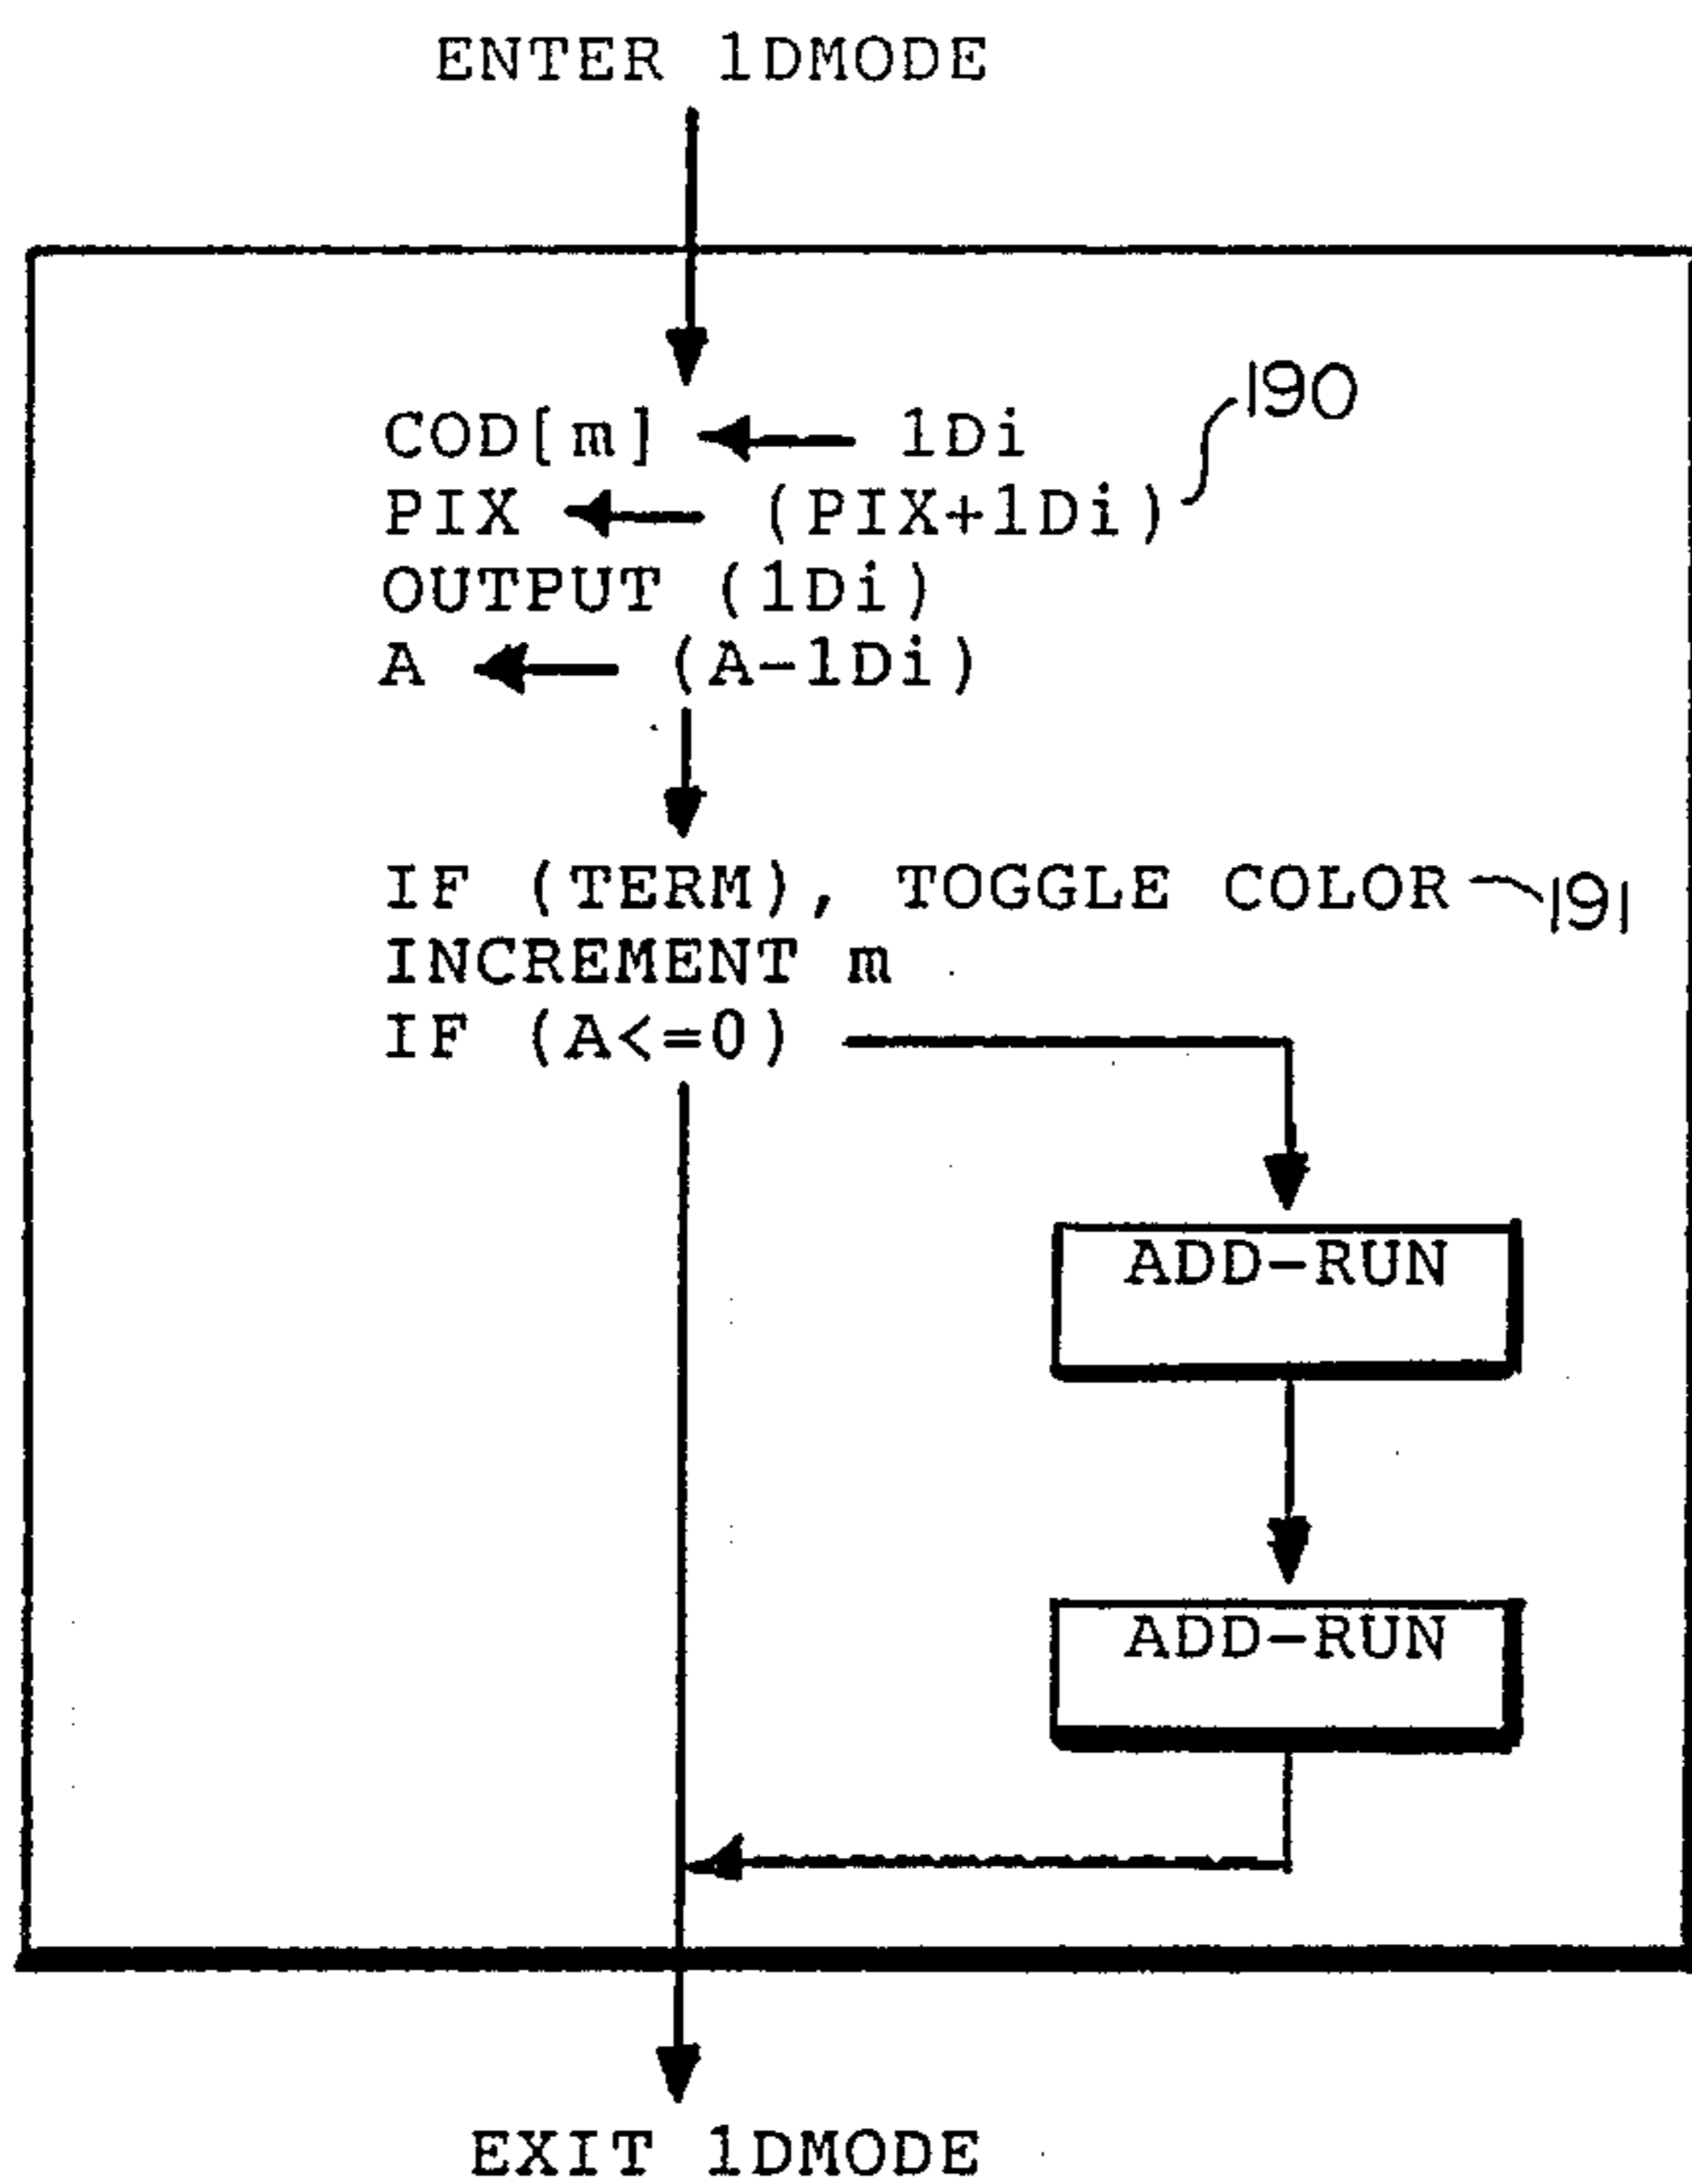 ENTER 1DMODE
190
COD[m] ← 1Di
PIX ← (PIX+1Di)
OUTPUT (1Di)
A ← (A-1Di)
IF (TERM), TOGGLE COLOR 191
INCREMENT m
IF (A<=0)
ADD-RUN
ADD-RUN
EXIT 1DMODE